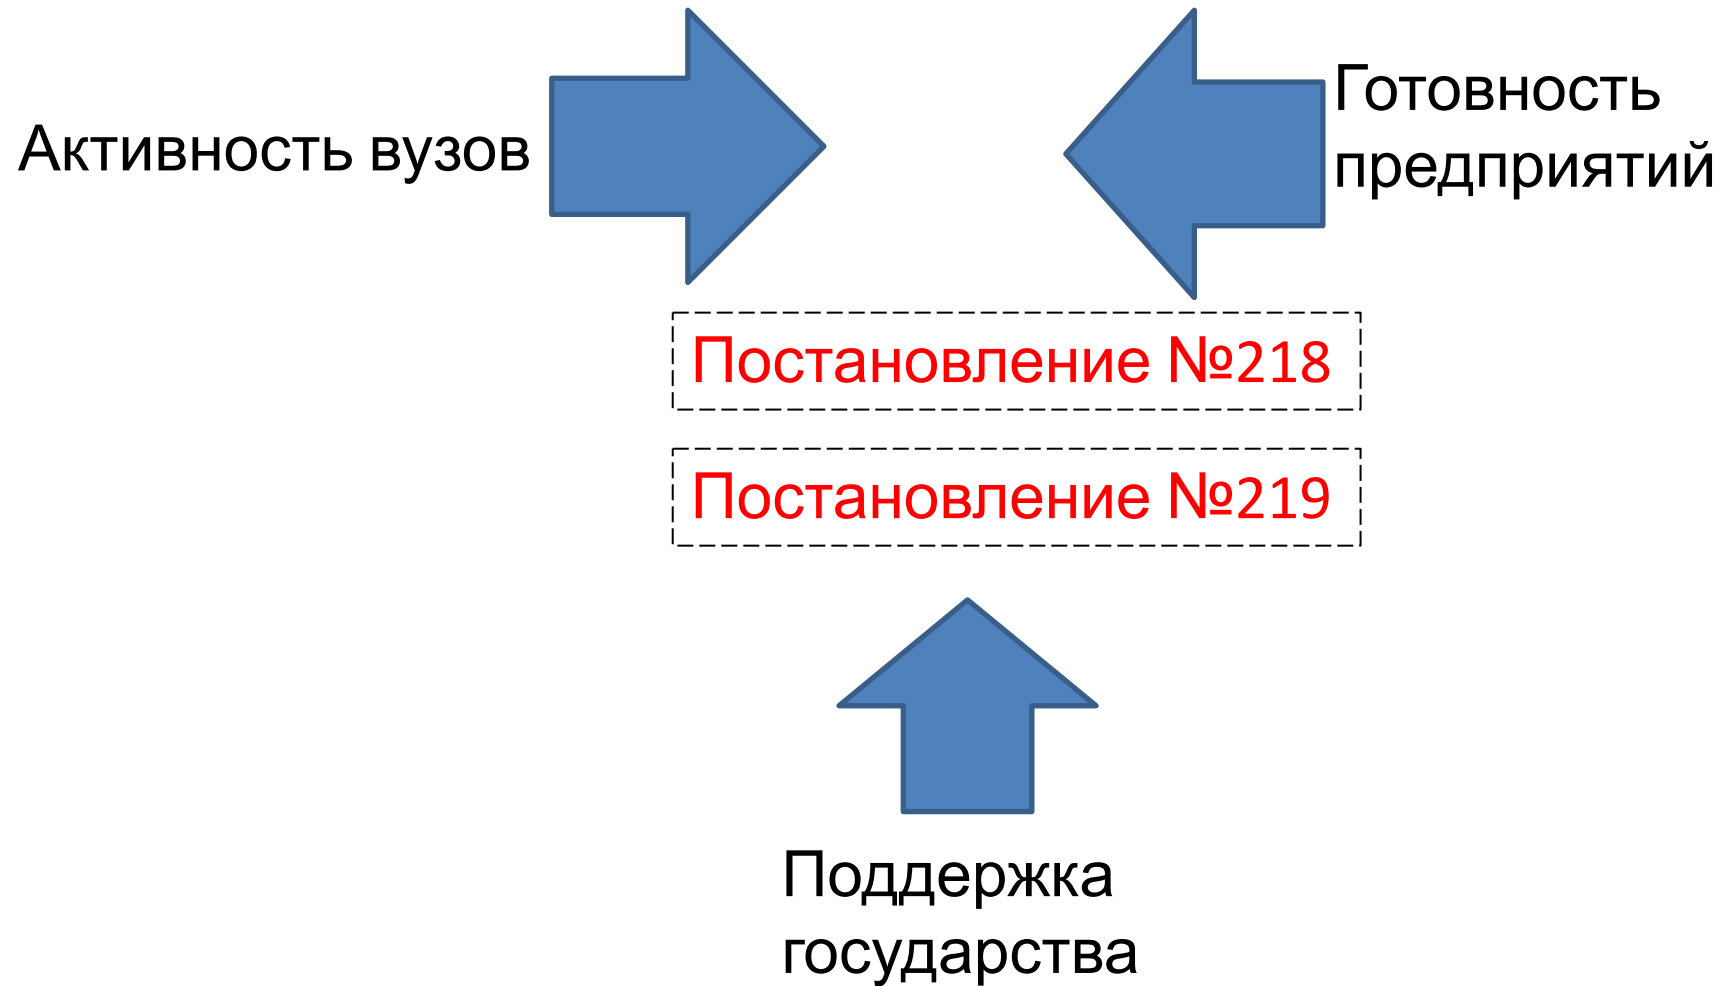 Активность вузов
Готовность
предприятий
Постановление №218
Постановление №219
Поддержка
государства